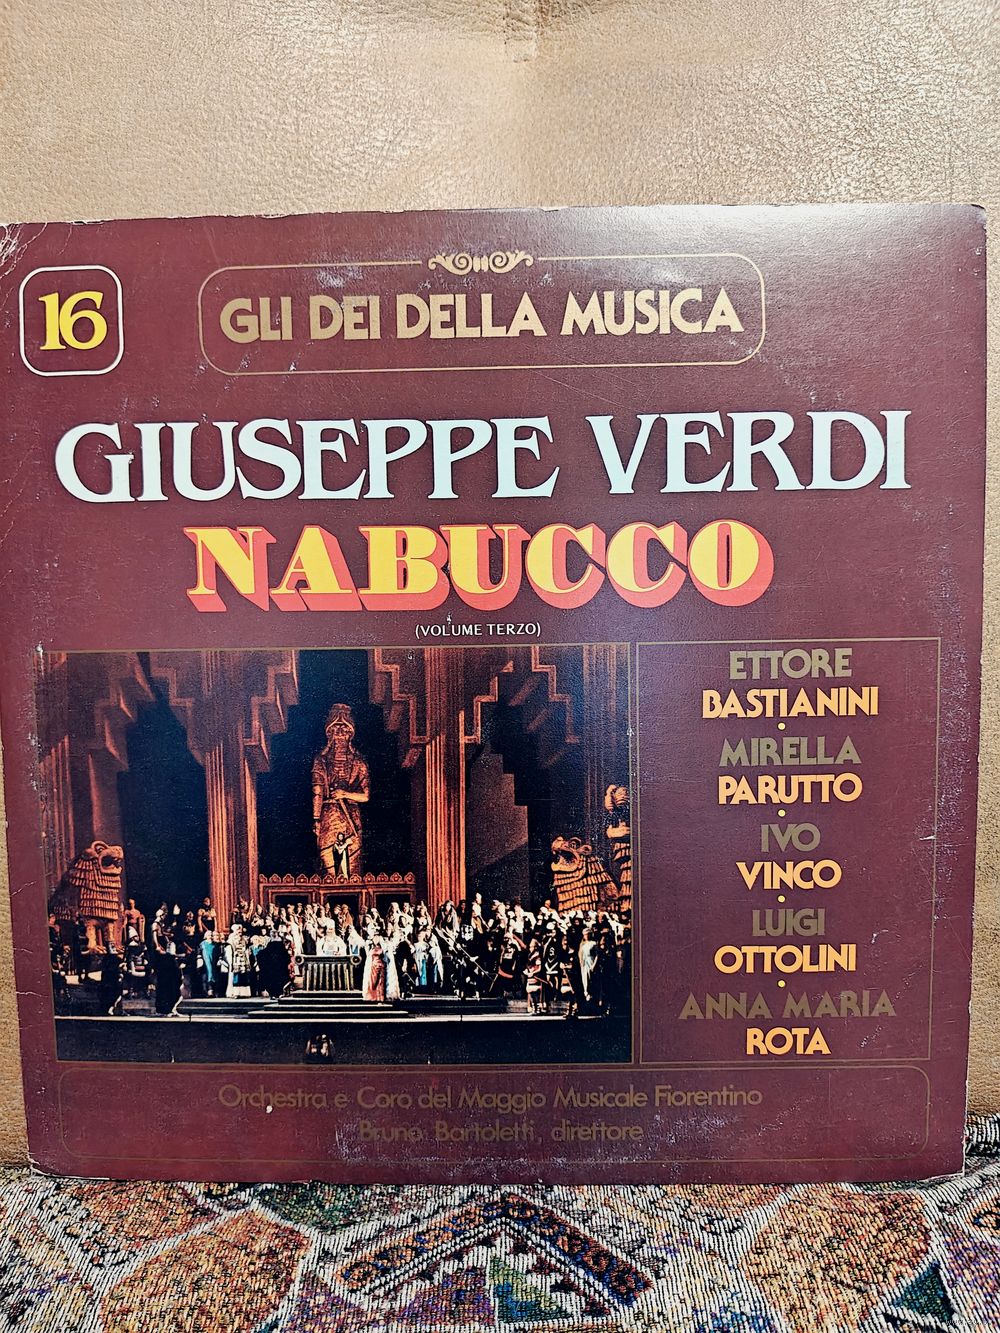 16
GLI DEI DELLA MUSICA
GIUSEPPE VERDI
NABUCCO
(VOLUME TERZO)
ETTORE
BASTIANINI
MIRELLA
PARUTTO
IVO
VINCO
LUIGI
OTTOLINI
ANNA MARIA
ROTA
Orchestra e Coro del Maggio Musicale Fiorentino
Bruno Bartoletti, direttore